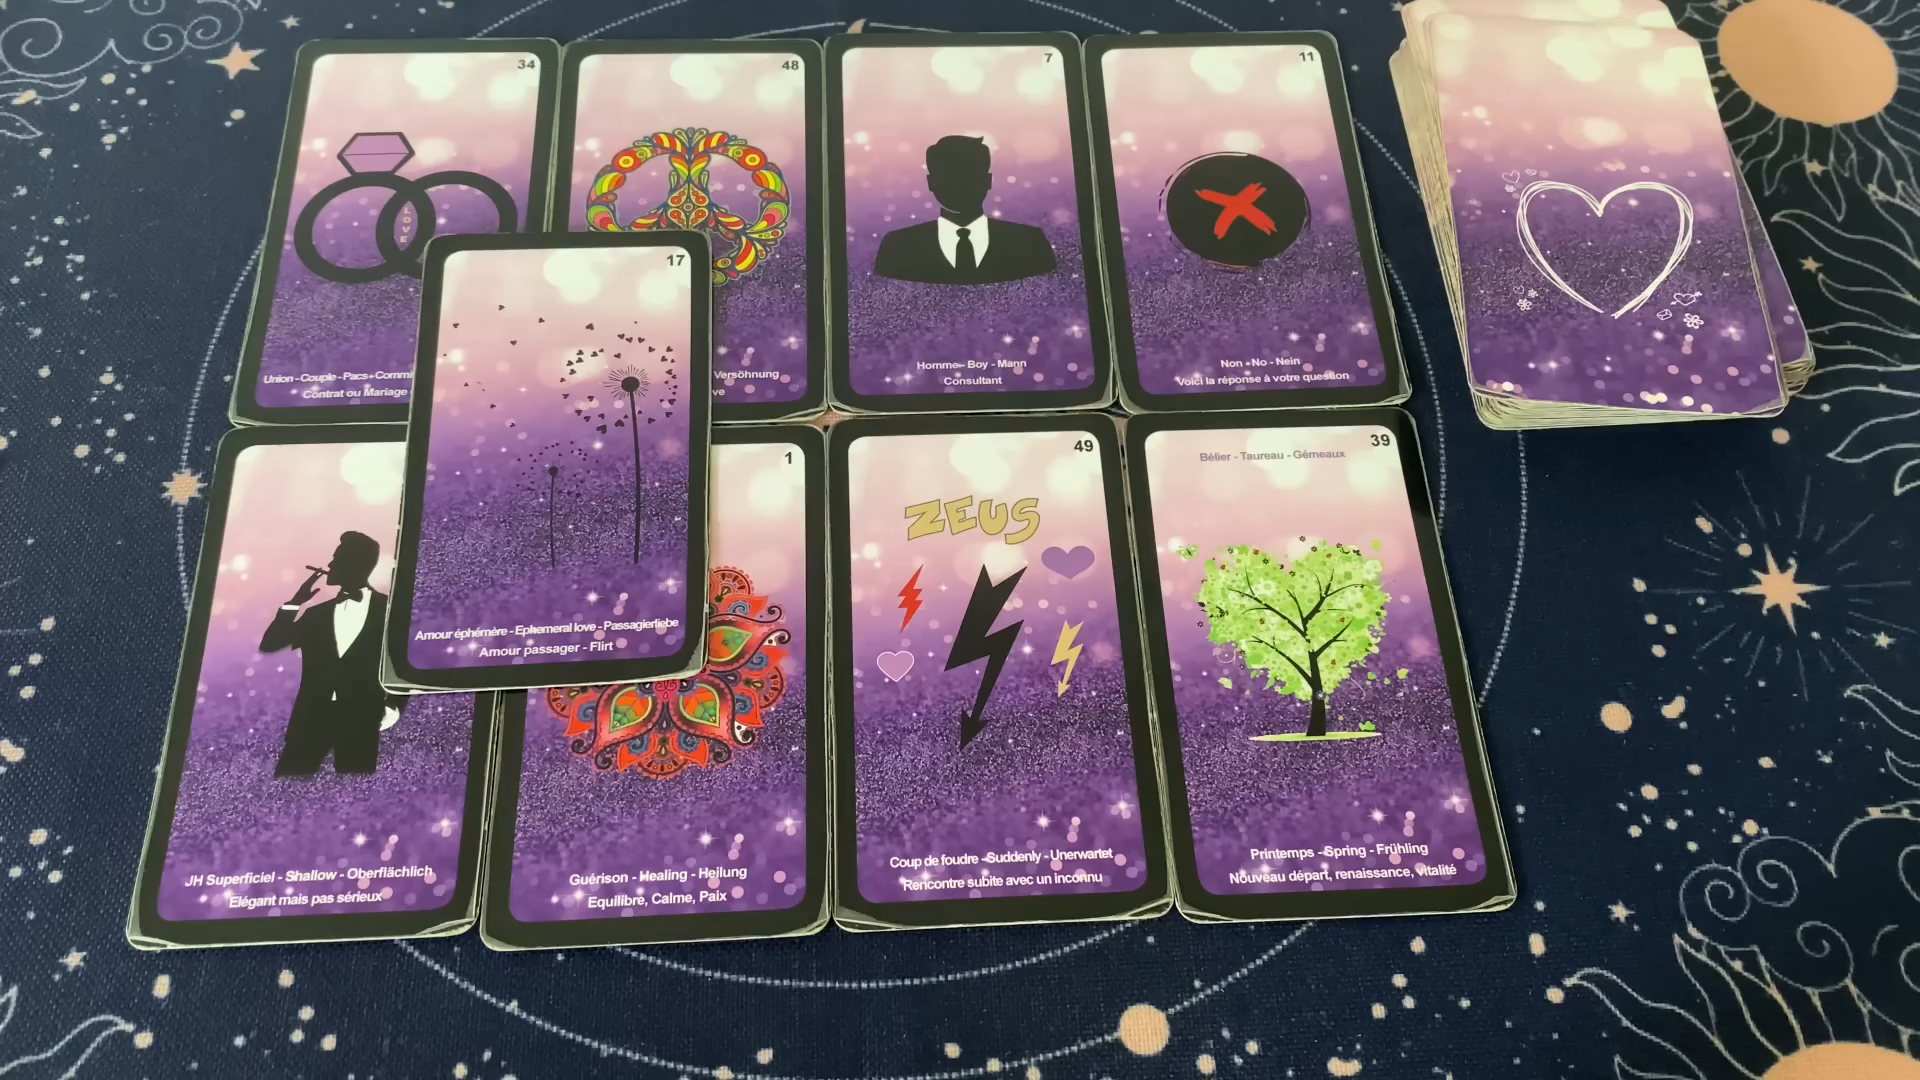 34
LOVE
Union - Couple - Pacs - Commi
Contrat ou Mariage
48
Versöhnung
ve
7
Homme - Boy - Mann
Consultant
11
Non - No - Nein
Voici la réponse à votre question
17
Amour éphémère - Ephemeral love - Passagierliebe
Amour passager - Flirt
JH Superficiel - Shallow - Oberflächlich
Elégant mais pas sérieux
1
Guérison - Healing - Heilung
Equilibre, Calme, Paix
49
ZEUS
Coup de foudre - Suddenly - Unerwartet
Rencontre subite avec un inconnu
39
Bélier - Taureau - Gémeaux
Printemps - Spring - Frühling
Nouveau départ, renaissance, vitalité